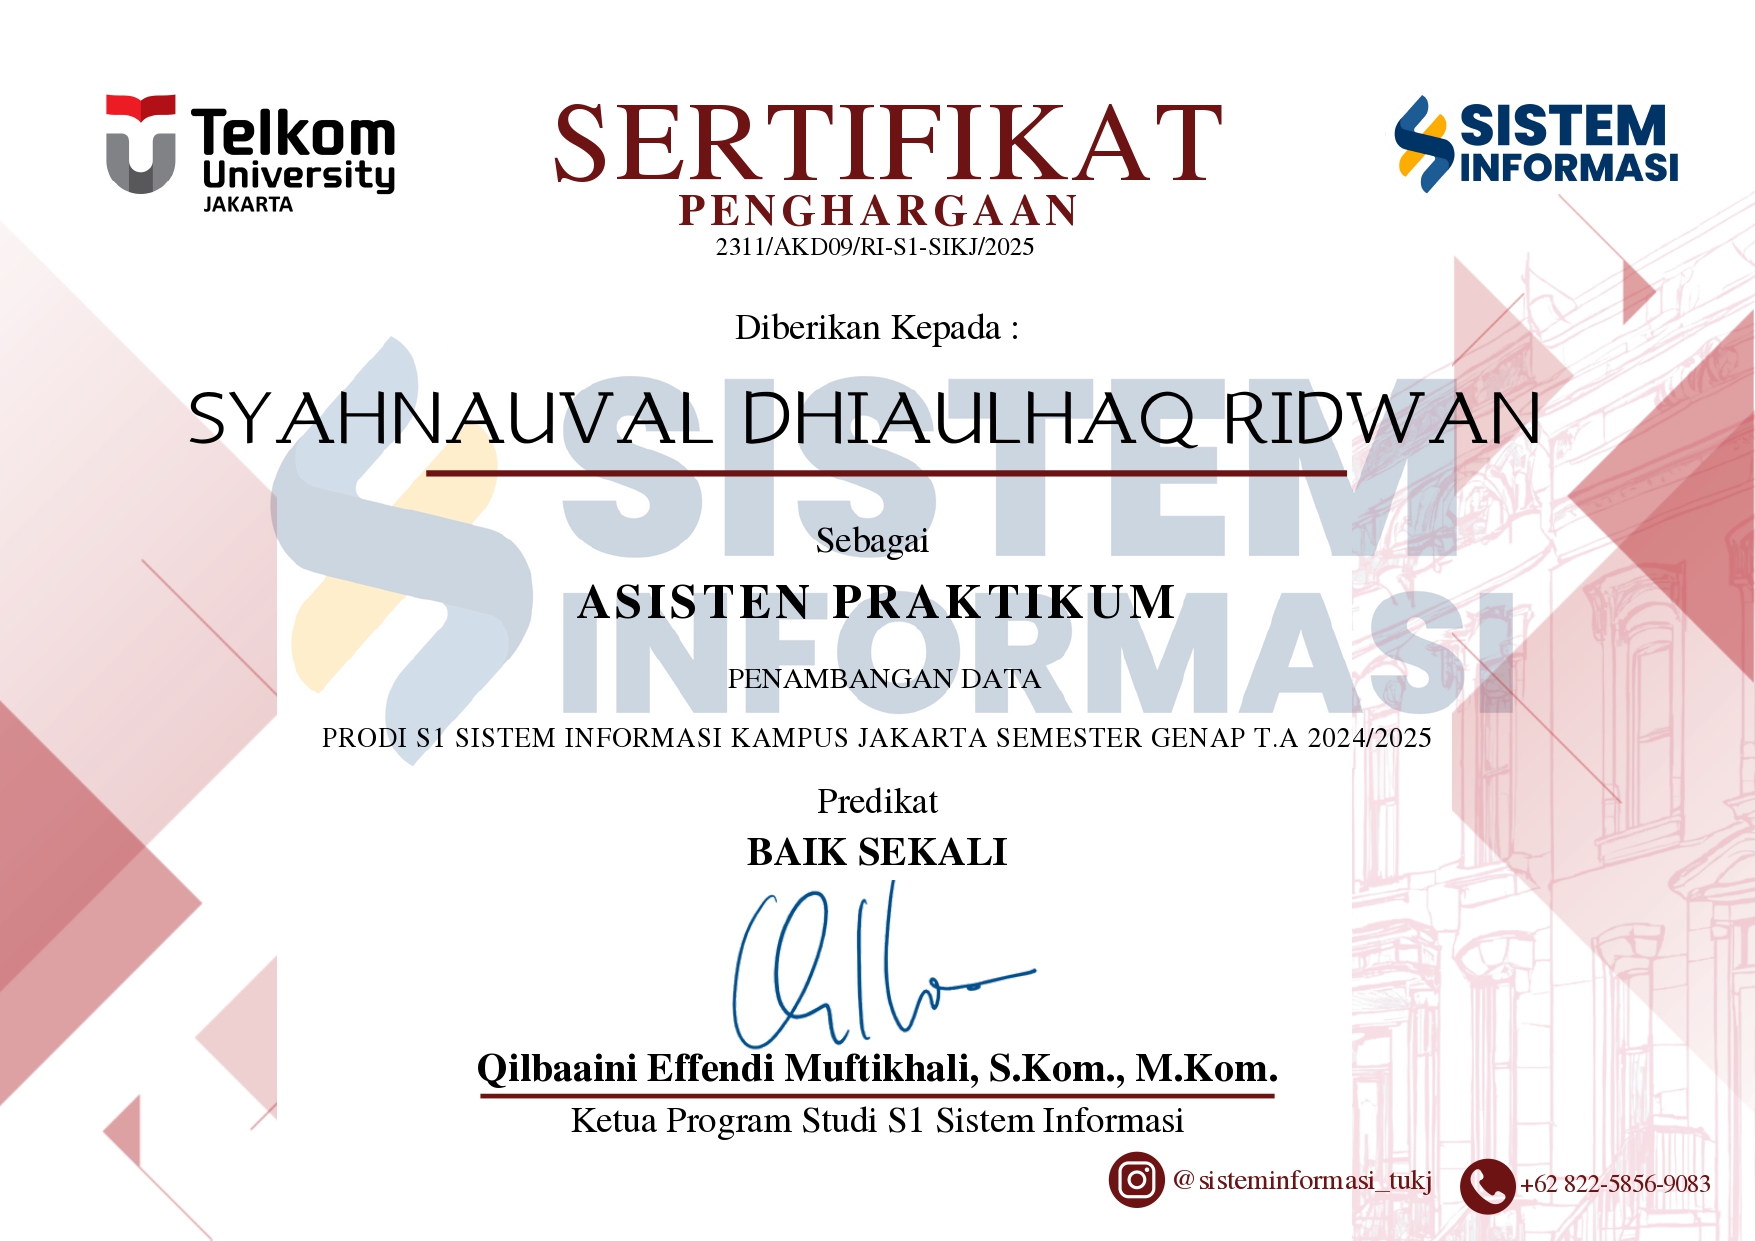 Telkom
University
JAKARTA
SERTIFIKAT
PENGHARGAAN
2311/AKD09/RI-S1-SIKJ/2025
SISTEM
INFORMASI
Diberikan Kepada :
SYAHNAUVAL DHIAULHAQ RIDWAN
SISTEM
INFORMASI
Sebagai
ASISTEN PRAKTIKUM
PENAMBANGAN DATA
PRODI S1 SISTEM INFORMASI KAMPUS JAKARTA SEMESTER GENAP T.A 2024/2025
Predikat
BAIK SEKALI
Qilbaaini Effendi Muftikhali, S.Kom., M.Kom.
Ketua Program Studi S1 Sistem Informasi
@sisteminformasi_tukj
+62 822-5856-9083